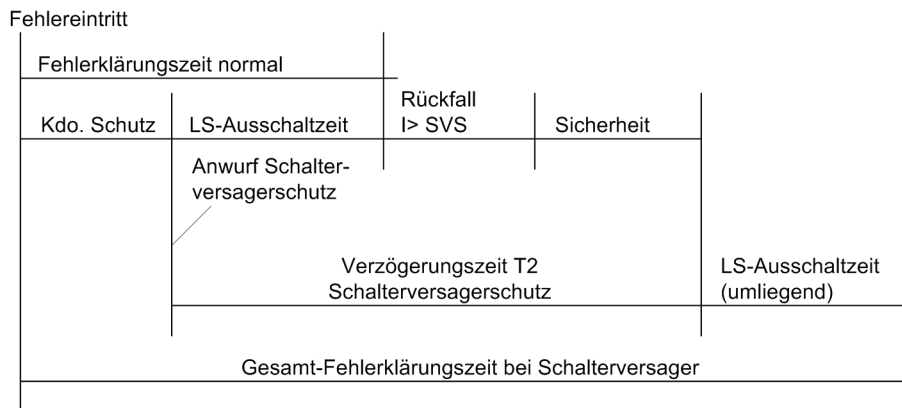 Fehlereintritt
Fehlerklärungszeit normal
Kdo. Schutz
LS-Ausschaltzeit
Rückfall
I> SVS
Sicherheit
Anwurf Schalter-
versagerschutz
Verzögerungszeit T2
Schalterversagerschutz
LS-Ausschaltzeit
(umliegend)
Gesamt-Fehlerklärungszeit bei Schalterversager